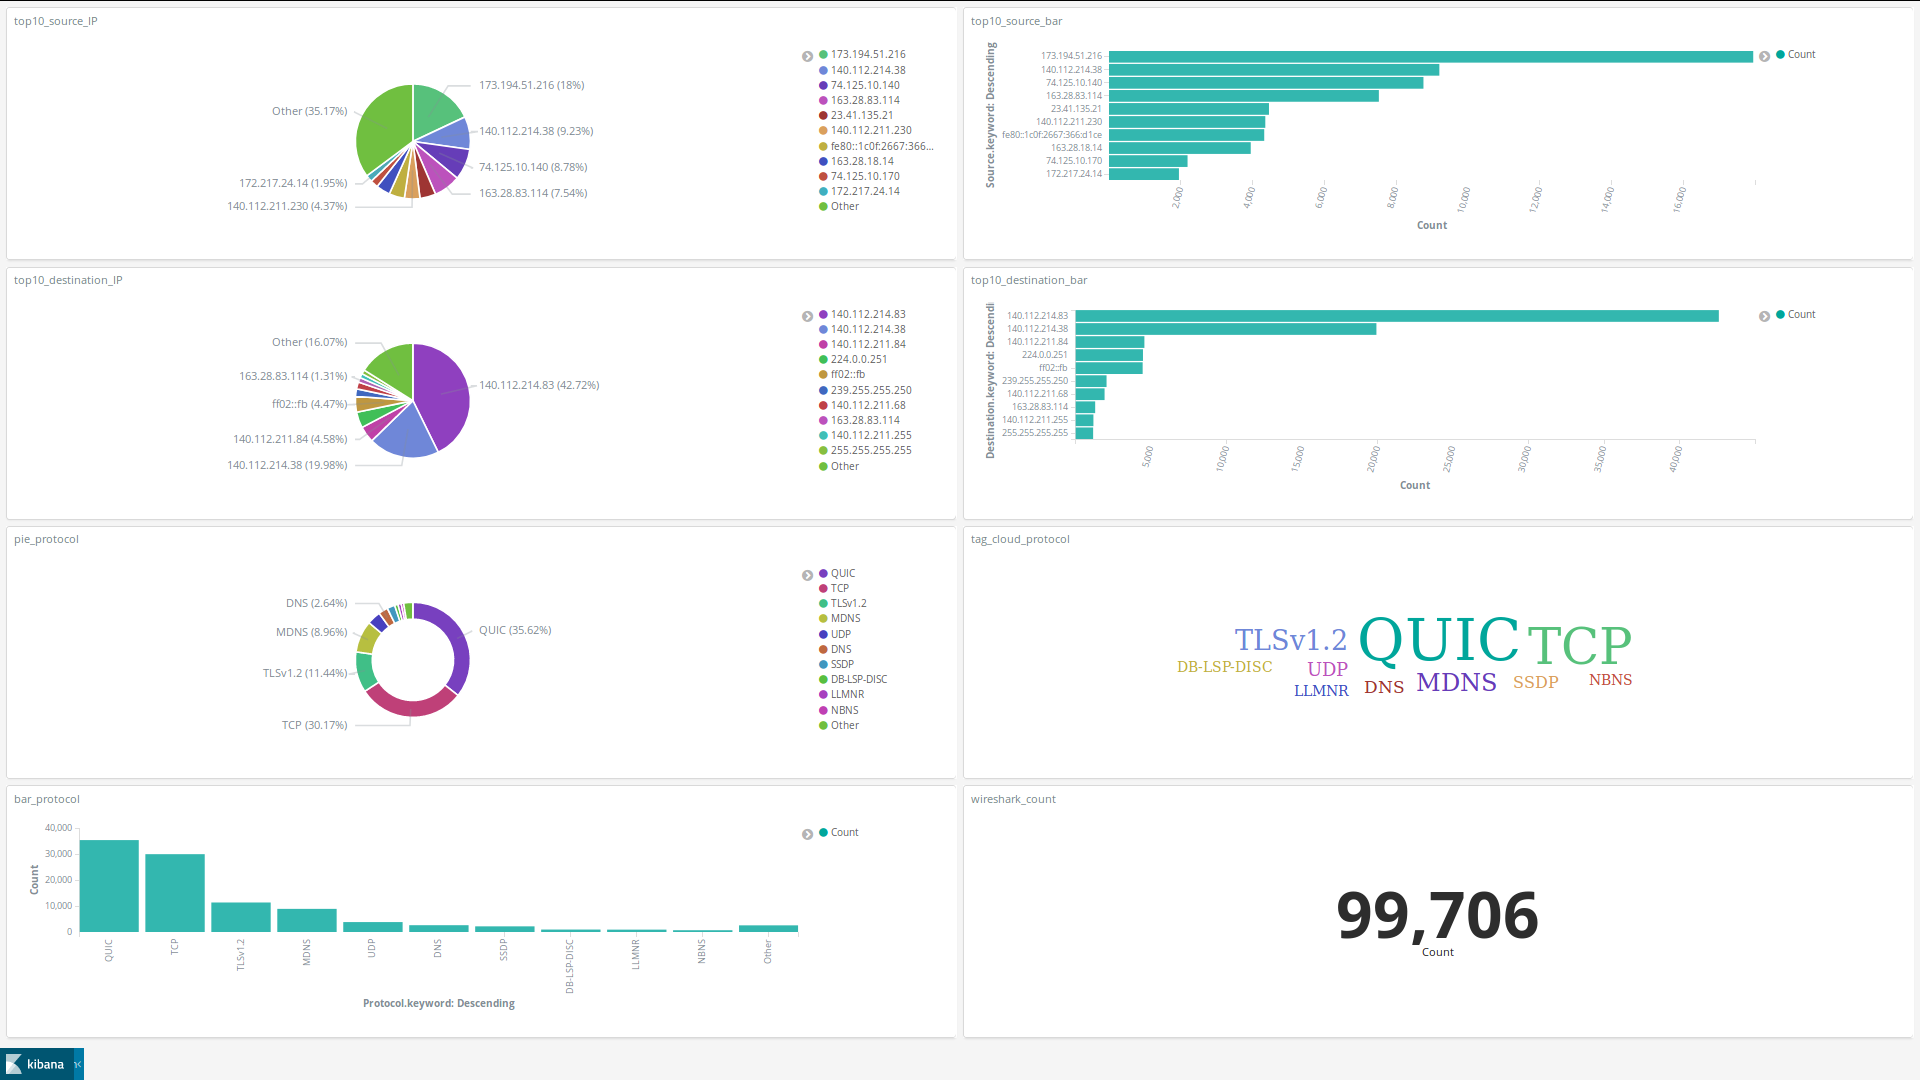 top10_source_IP
173.194.51.216 (18%)
140.112.214.38 (9.23%)
74.125.10.140 (8.78%)
163.28.83.114 (7.54%)
Other (35.17%)
172.217.24.14 (1.95%)
140.112.211.230 (4.37%)
173.194.51.216
140.112.214.38
74.125.10.140
163.28.83.114
23.41.135.21
140.112.211.230
fe80::1c0f:2667:366...
163.28.18.14
74.125.10.170
172.217.24.14
Other
top10_source_bar
Source.keyword: Descending
173.194.51.216
140.112.214.38
74.125.10.140
163.28.83.114
23.41.135.21
140.112.211.230
fe80::1c0f:2667:366:d1ce
163.28.18.14
74.125.10.170
172.217.24.14
2,000 4,000 6,000 8,000 10,000 12,000 14,000 16,000
Count
Count
top10_destination_IP
Other (16.07%)
163.28.83.114 (1.31%)
ff02::fb (4.47%)
140.112.211.84 (4.58%)
140.112.214.38 (19.98%)
140.112.214.83 (42.72%)
140.112.214.83
140.112.214.38
140.112.211.84
224.0.0.251
ff02::fb
239.255.255.250
140.112.211.68
163.28.83.114
140.112.211.255
255.255.255.255
Other
top10_destination_bar
Destination.keyword: Descendi
140.112.214.83
140.112.214.38
140.112.211.84
224.0.0.251
ff02::fb
239.255.255.250
140.112.211.68
163.28.83.114
140.112.211.255
255.255.255.255
5,000 10,000 15,000 20,000 25,000 30,000 35,000 40,000
Count
Count
pie_protocol
DNS (2.64%)
MDNS (8.96%)
TLSv1.2 (11.44%)
TCP (30.17%)
QUIC (35.62%)
QUIC
TCP
TLSv1.2
MDNS
UDP
DNS
SSDP
DB-LSP-DISC
LLMNR
NBNS
Other
tag_cloud_protocol
TLSv1.2 QUIC TCP
DB-LSP-DISC UDP
LLMNR DNS MDNS SSDP NBNS
bar_protocol
Count
40,000
30,000
20,000
10,000
0
QUIC TCP TLSv1.2 MDNS UDP DNS SSDP DB-LSP-DISC LLMNR NBNS Other
Protocol.keyword: Descending
Count
wireshark_count
99,706
Count
kibana